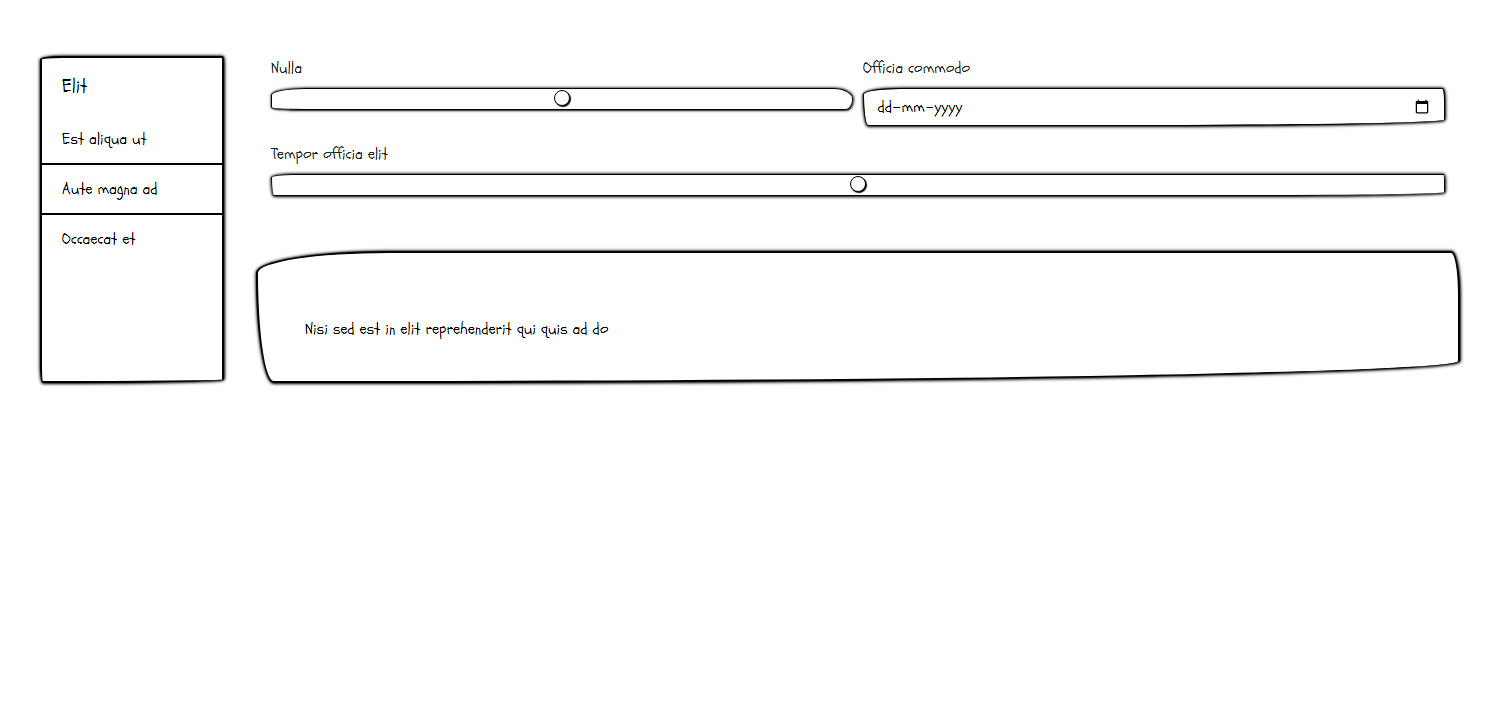 Elit
Est aliqua ut
Aute magna ad
Occaecat et
Nulla
Officia commodo
dd-mm-yyyy
Tempor officia elit
Nisi sed est in elit reprehenderit qui quis ad do